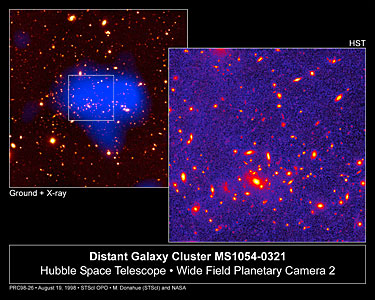 HST
Ground + X-ray
Distant Galaxy Cluster MS1054-0321
Hubble Space Telescope • Wide Field Planetary Camera 2
PRC98-26 • August 19, 1998 • STScI OPO • M. Donahue (STScI) and NASA